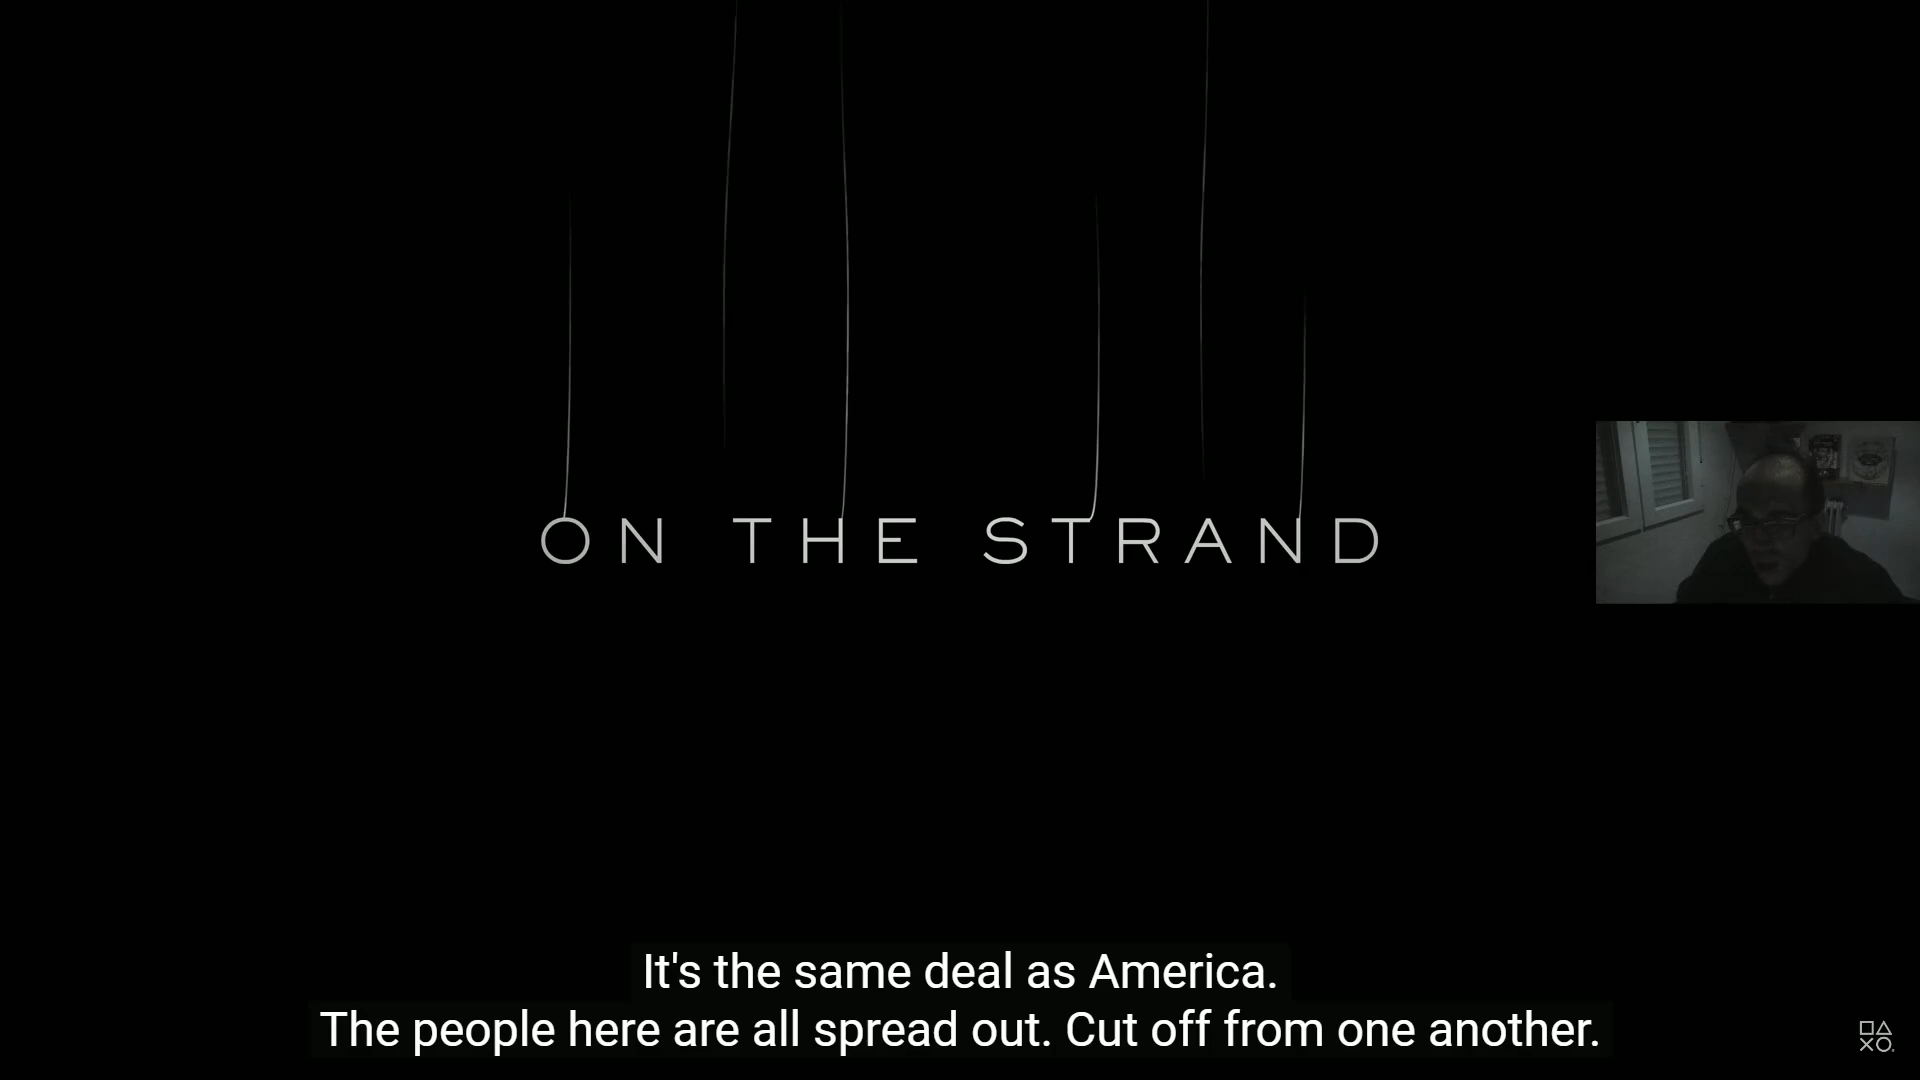 ON THE STRAND
It's the same deal as America.
The people here are all spread out. Cut off from one another.